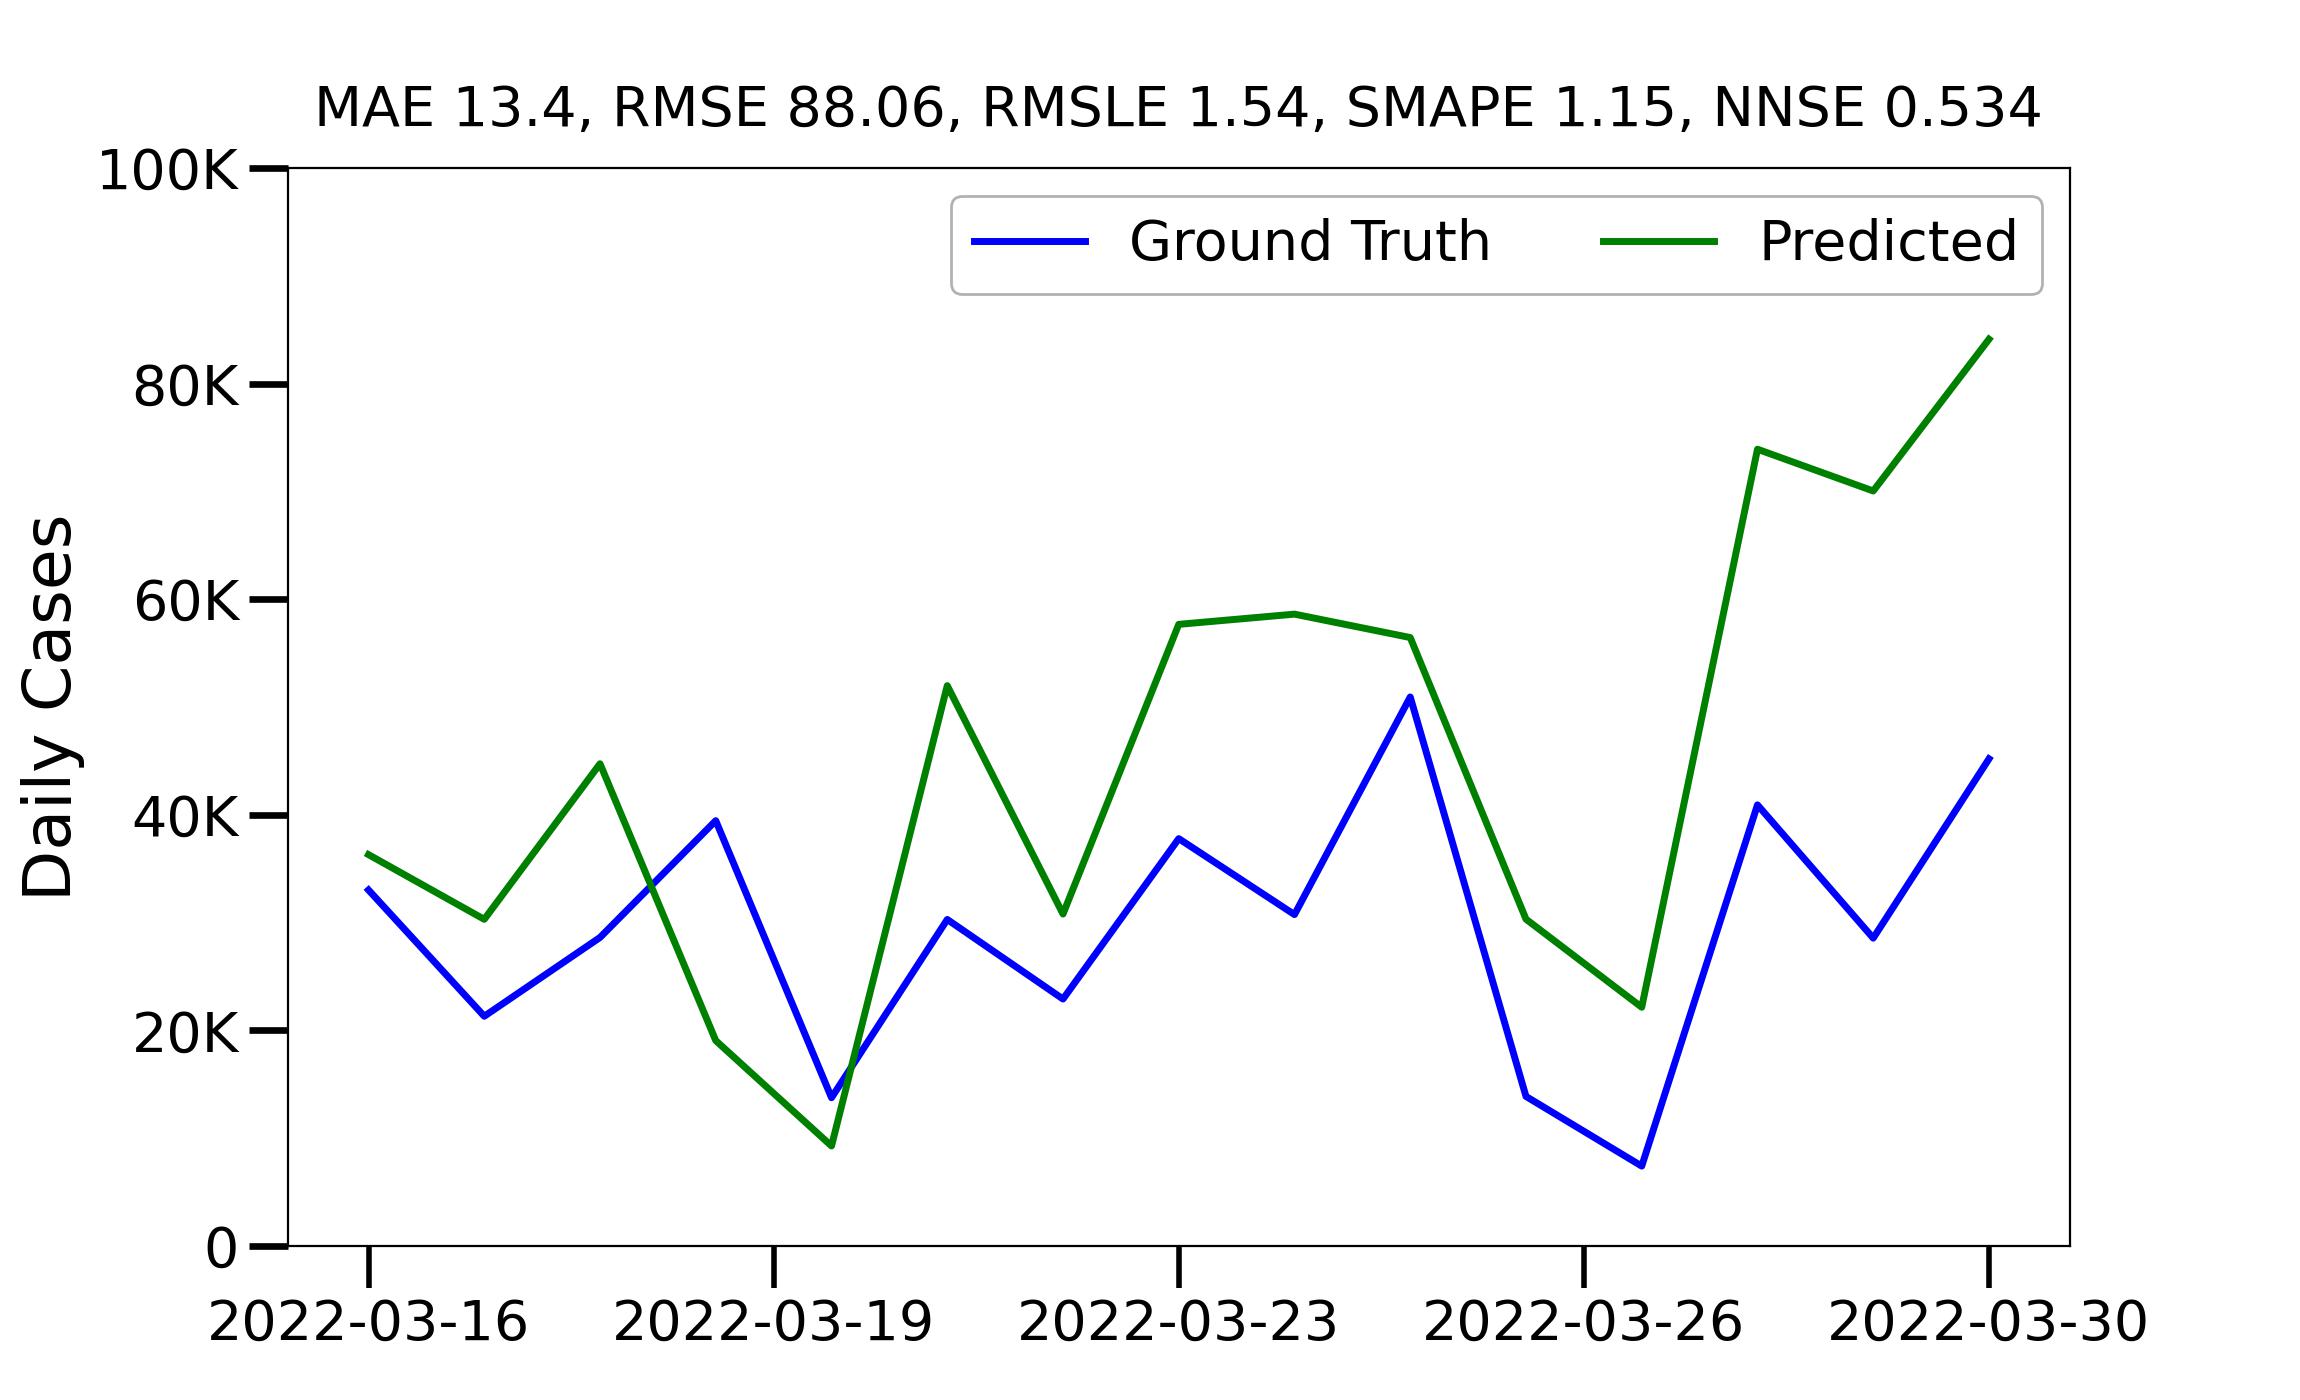 MAE 13.4, RMSE 88.06, RMSLE 1.54, SMAPE 1.15, NNSE 0.534
Ground Truth Predicted
Daily Cases
100K
80K
60K
40K
20K
0
2022-03-16 2022-03-19 2022-03-23 2022-03-26 2022-03-30